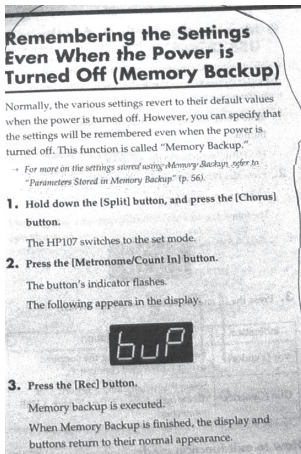 Remembering the Settings
Even When the Power is
Turned Off (Memory Backup)
Normally, the various settings revert to their default values
when the power is turned off. However, you can specify that
the settings will be remembered even when the power is
turned off. This function is called “Memory Backup.”
→ For more on the settings stored using Memory Backup, refer to
“Parameters Stored in Memory Backup” (p. 56).
1. Hold down the [Split] button, and press the [Chorus]
button.
The HP107 switches to the set mode.
2. Press the [Metronome/Count In] button.
The button’s indicator flashes.
The following appears in the display.
buP
3. Press the [Rec] button.
Memory backup is executed.
When Memory Backup is finished, the display and
buttons return to their normal appearance.